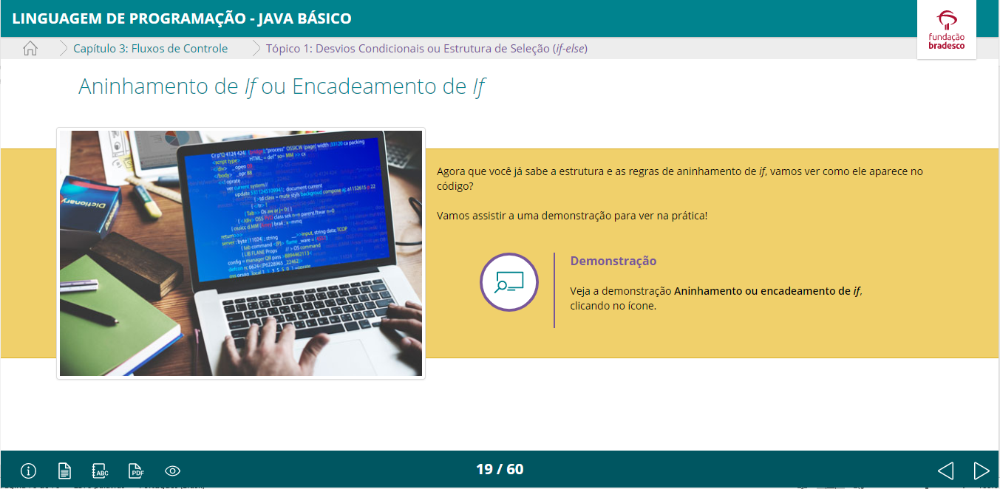 LINGUAGEM DE PROGRAMAÇÃO - JAVA BÁSICO
fundação
bradesco
Capítulo 3: Fluxos de Controle
Tópico 1: Desvios Condicionais ou Estrutura de Seleção (if-else)
Aninhamento de If ou Encadeamento de If
Dictionary
Agora que você já sabe a estrutura e as regras de aninhamento de if, vamos ver como ele aparece no
código?
Vamos assistir a uma demonstração para ver na prática!
Demonstração
Veja a demonstração Aninhamento ou encadeamento de if,
clicando no ícone.
ABC
PDF
19 / 60